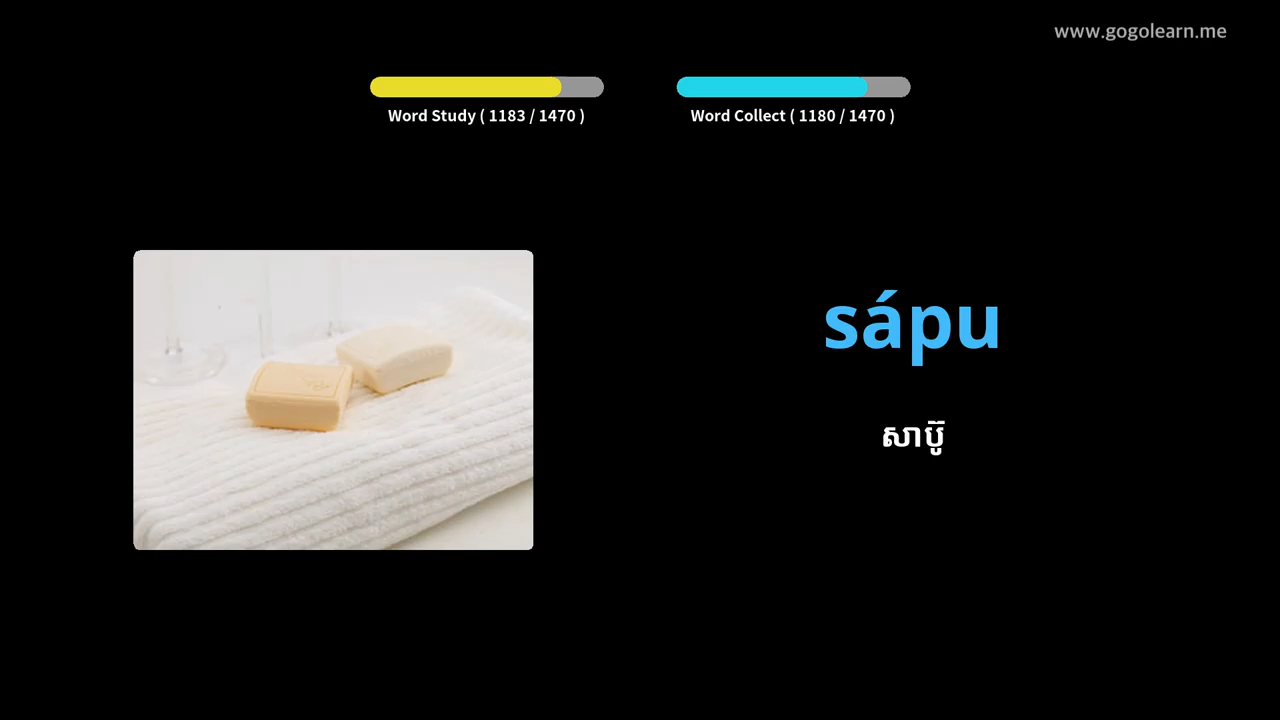 www.gogolearn.me
Word Study ( 1183 / 1470 )
Word Collect ( 1180 / 1470 )
sápu
សាប៊ូ